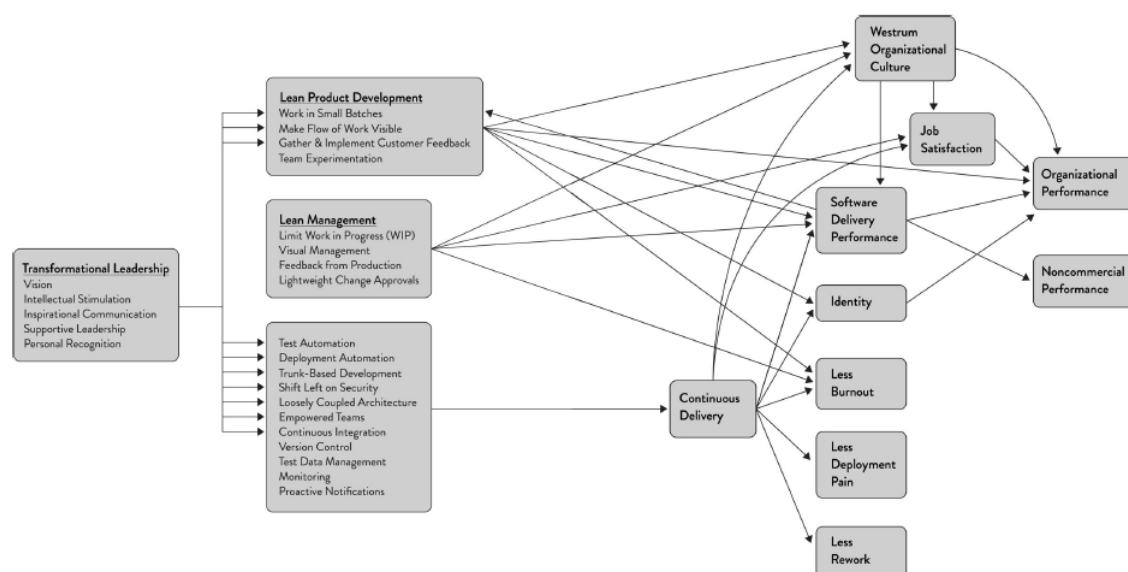 Transformational Leadership
Vision
Intellectual Stimulation
Inspirational Communication
Supportive Leadership
Personal Recognition
Lean Product Development
Work in Small Batches
Make Flow of Work Visible
Gather & Implement Customer Feedback
Team Experimentation
Lean Management
Limit Work in Progress (WIP)
Visual Management
Feedback from Production
Lightweight Change Approvals
Test Automation
Deployment Automation
Trunk-Based Development
Shift Left on Security
Loosely Coupled Architecture
Empowered Teams
Continuous Integration
Version Control
Test Data Management
Monitoring
Proactive Notifications
Continuous
Delivery
Westrum
Organizational
Culture
Job
Satisfaction
Software
Delivery
Performance
Identity
Less
Burnout
Less
Deployment
Pain
Less
Rework
Organizational
Performance
Noncommercial
Performance